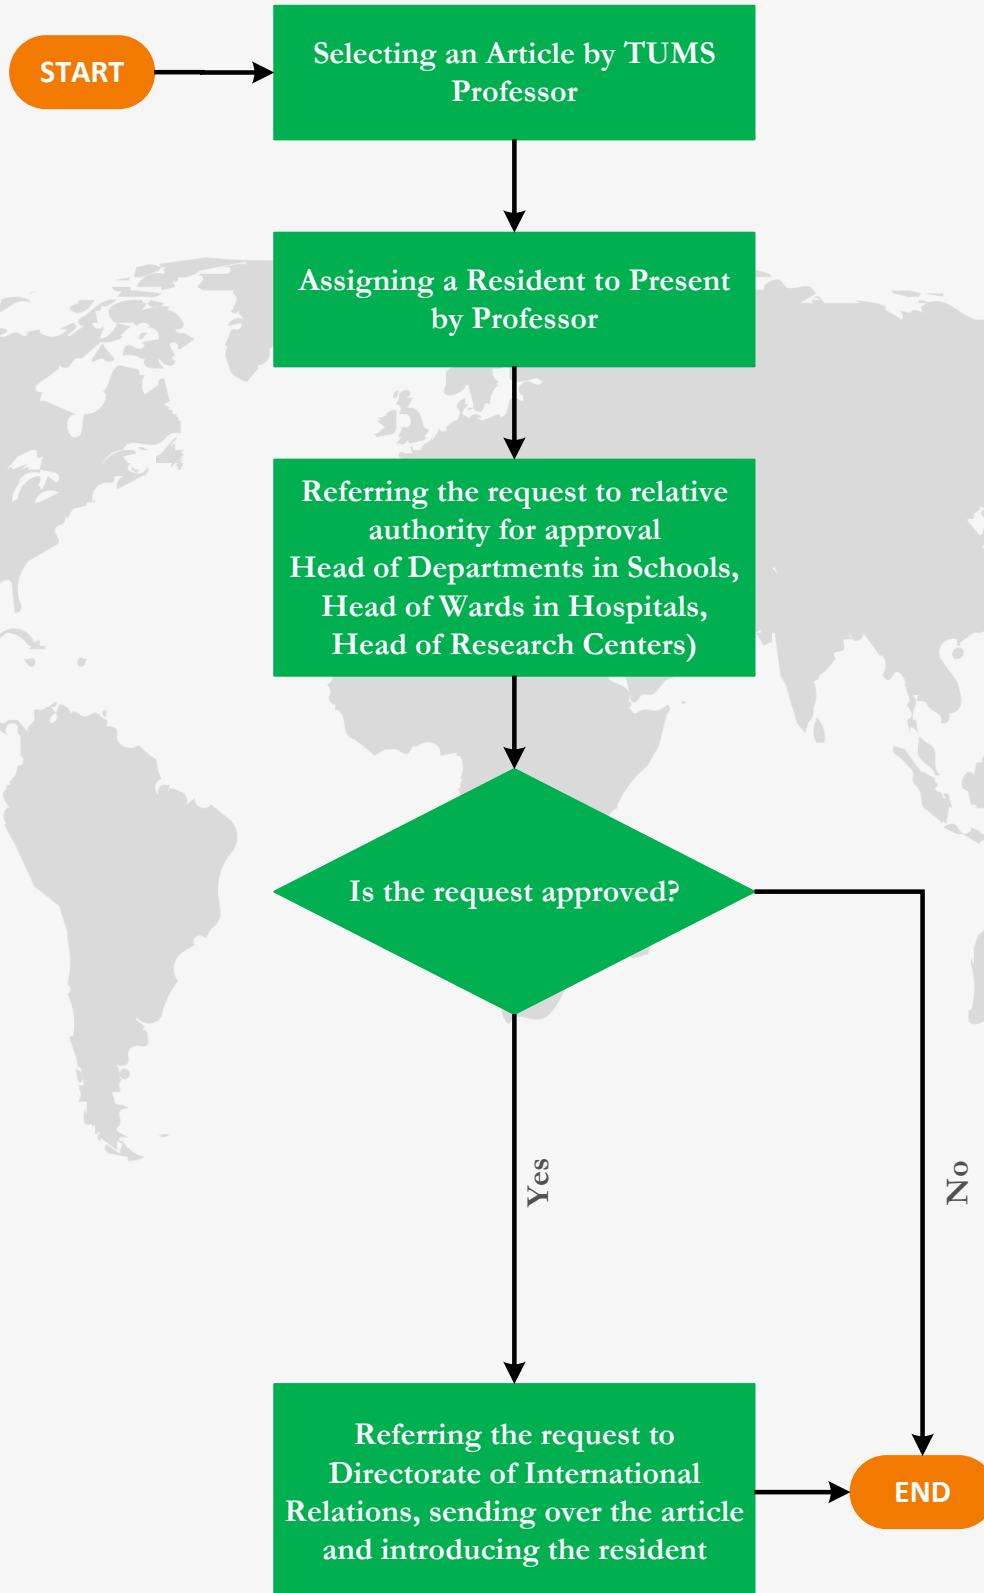 START
Selecting an Article by TUMS
Professor
Assigning a Resident to Present
by Professor
Referring the request to relative
authority for approval
Head of Departments in Schools,
Head of Wards in Hospitals,
Head of Research Centers)
Is the request approved?
Yes
No
Referring the request to
Directorate of International
Relations, sending over the article
and introducing the resident
END